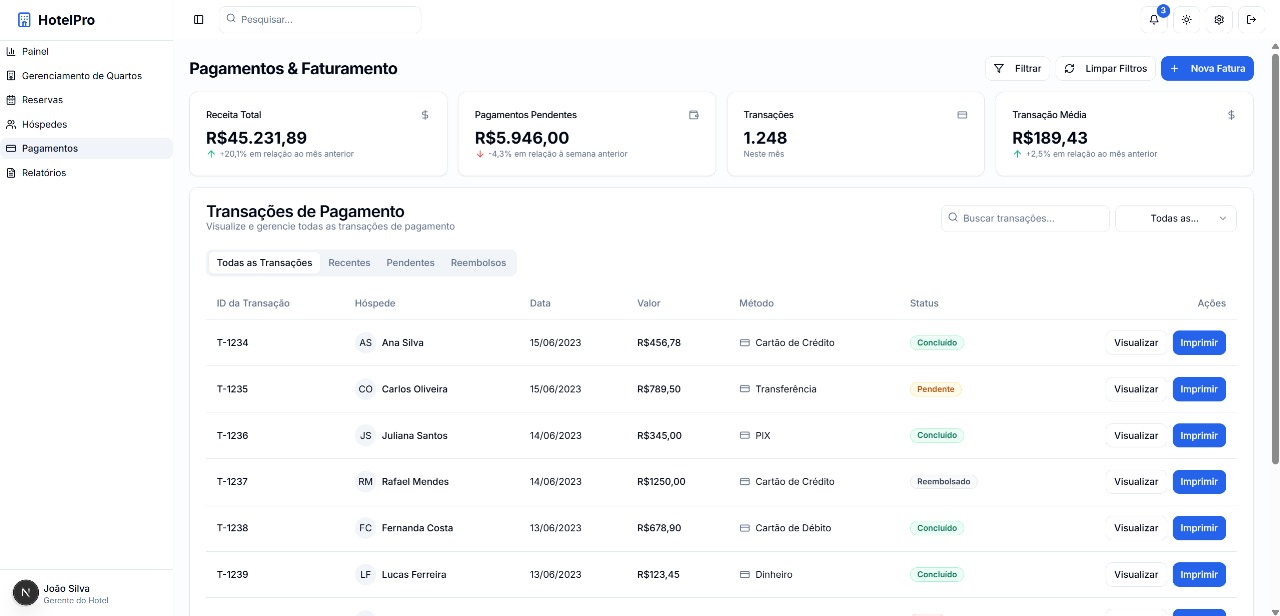 HotelPro
Pesquisar...
3
Painel
Gerenciamento de Quartos
Reservas
Hóspedes
Pagamentos
Relatórios
Pagamentos & Faturamento
Filtrar
Limpar Filtros
Nova Fatura
Receita Total
R$45.231,89
+20,1% em relação ao mês anterior
Pagamentos Pendentes
R$5.946,00
-4,3% em relação à semana anterior
Transações
1.248
Neste mês
Transação Média
R$189,43
+2,5% em relação ao mês anterior
Transações de Pagamento
Visualize e gerencie todas as transações de pagamento
Buscar transações...
Todas as...
Todas as Transações Recentes Pendentes Reembolsos
ID da Transação Hóspede Data Valor Método Status Ações
T-1234 AS Ana Silva 15/06/2023 R$456,78 Cartão de Crédito Concluído Visualizar Imprimir
T-1235 CO Carlos Oliveira 15/06/2023 R$789,50 Transferência Pendente Visualizar Imprimir
T-1236 JS Juliana Santos 14/06/2023 R$345,00 PIX Concluído Visualizar Imprimir
T-1237 RM Rafael Mendes 14/06/2023 R$1250,00 Cartão de Crédito Reembolsado Visualizar Imprimir
T-1238 FC Fernanda Costa 13/06/2023 R$678,90 Cartão de Débito Concluído Visualizar Imprimir
T-1239 LF Lucas Ferreira 13/06/2023 R$123,45 Dinheiro Concluído Visualizar Imprimir
N
João Silva
Gerente do Hotel